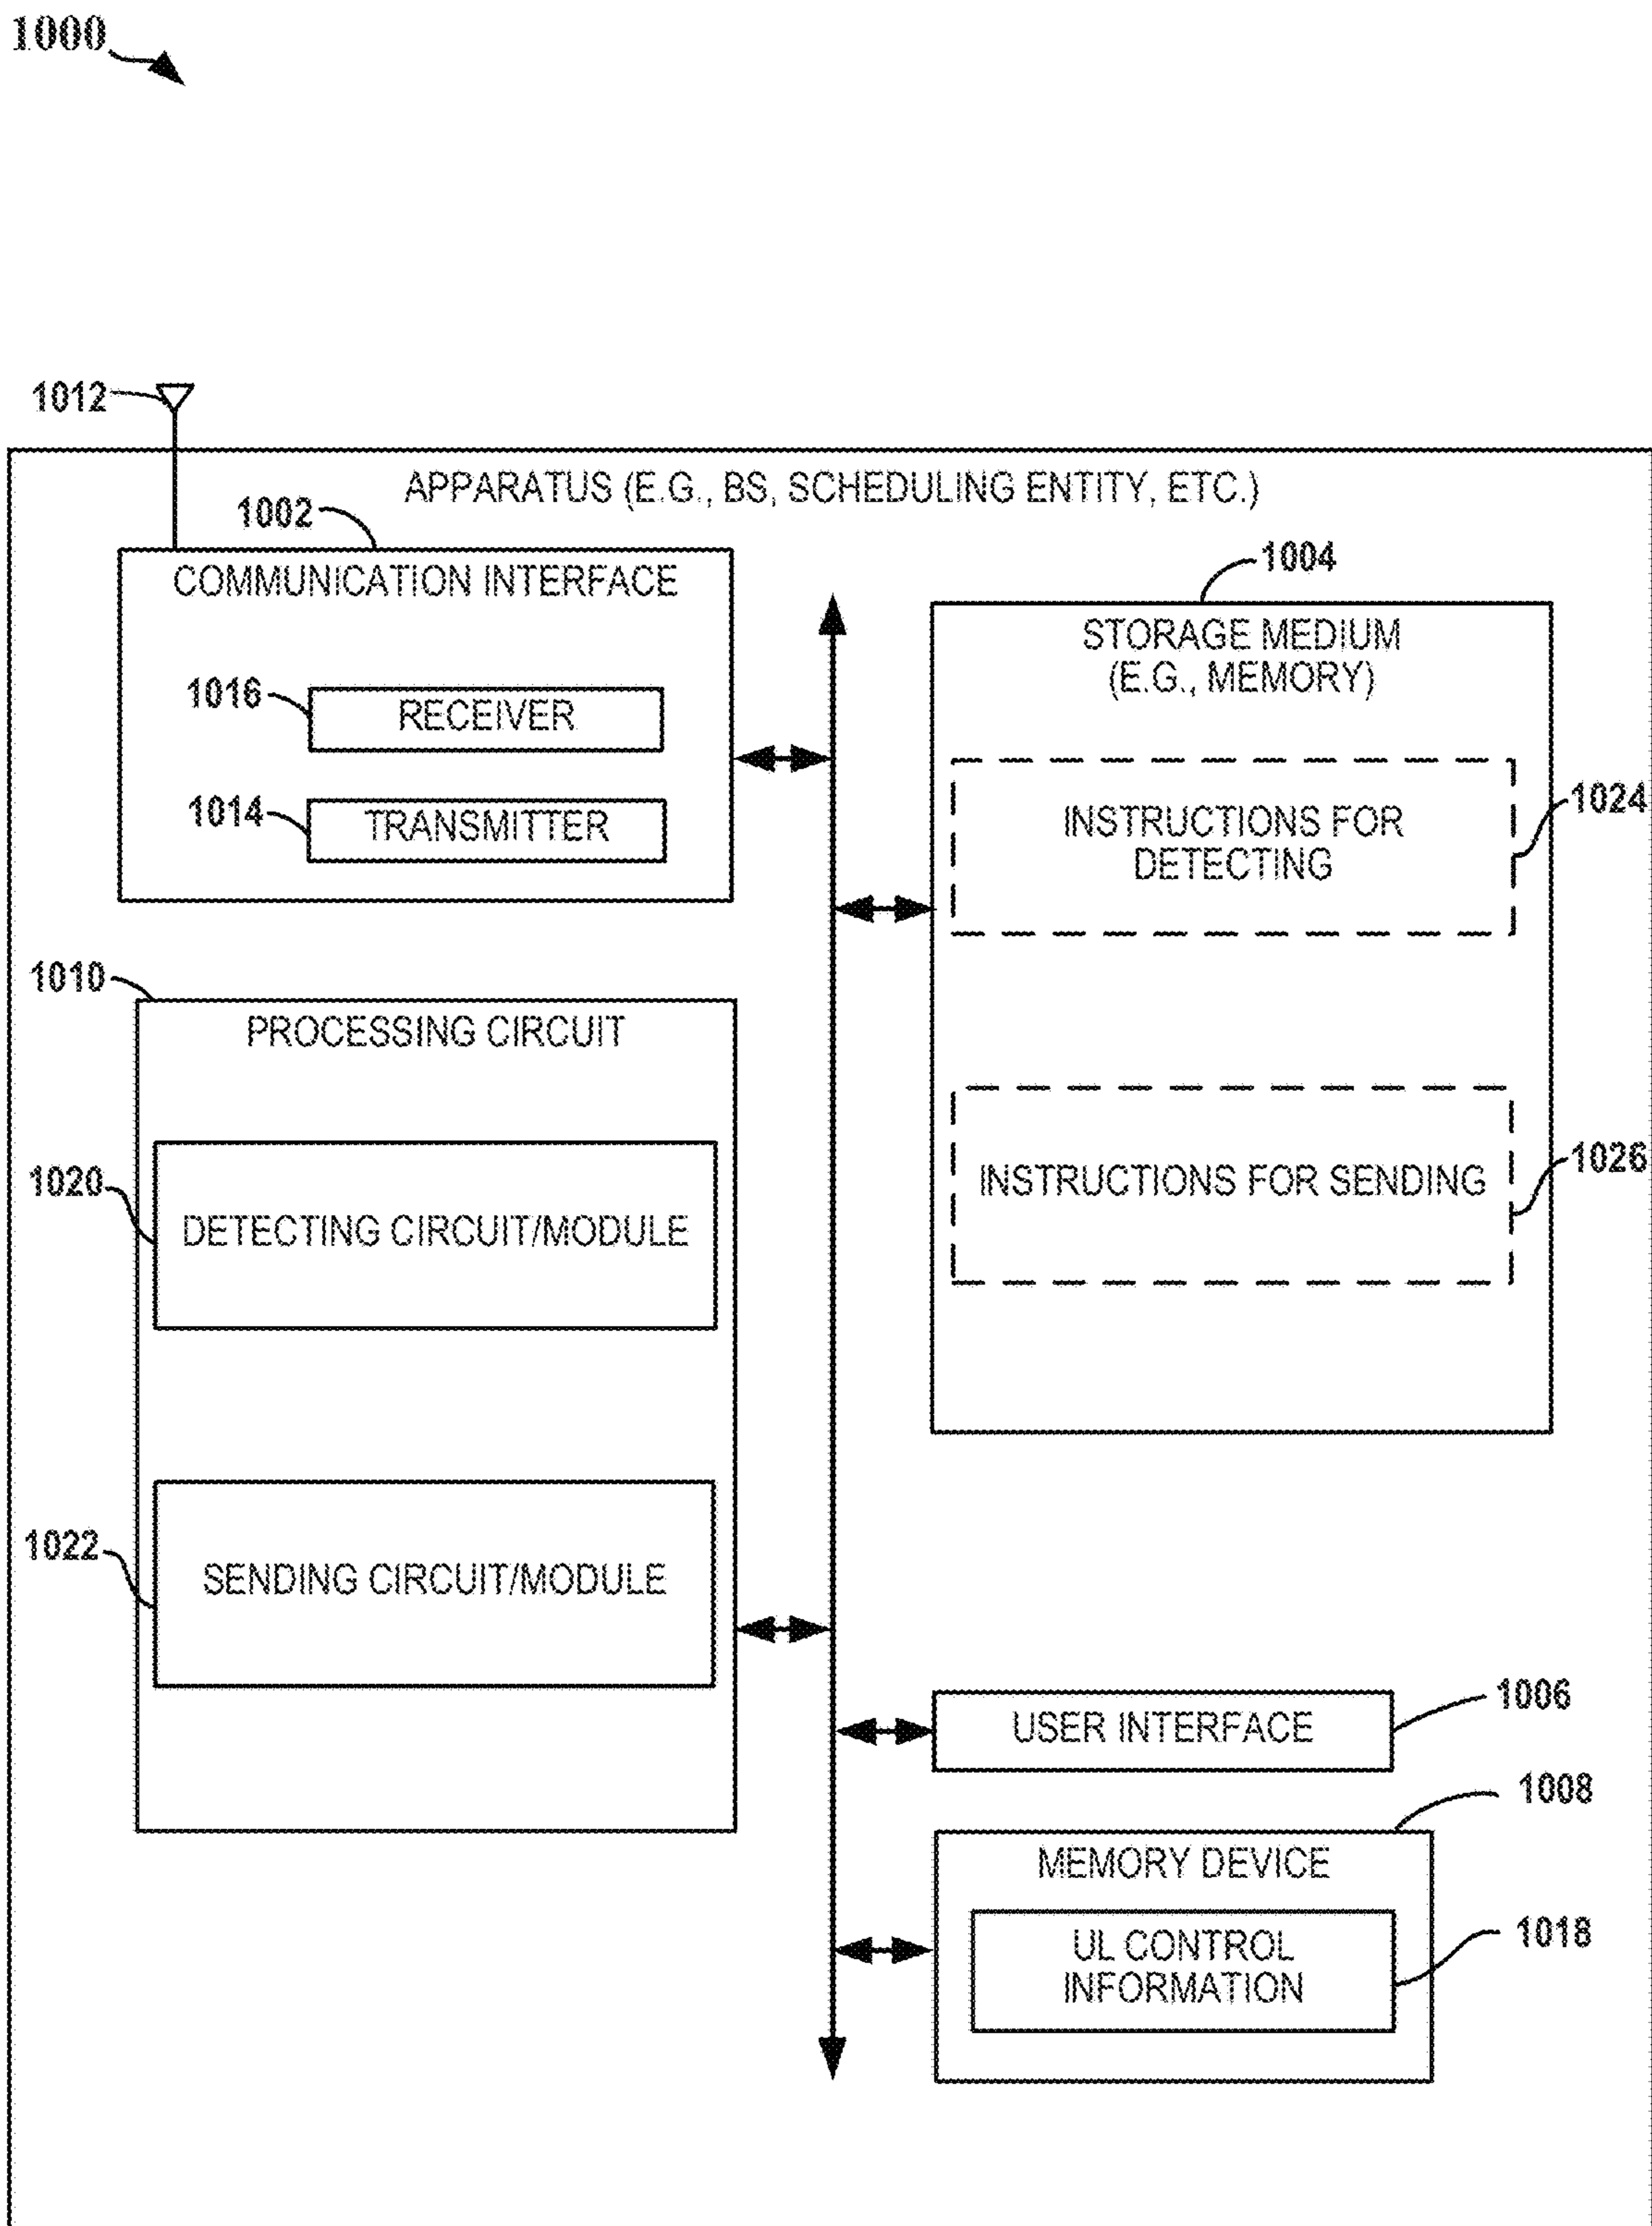 1000
1012
APPARATUS (E.G., BS, SCHEDULING ENTITY, ETC.)
1002
COMMUNICATION INTERFACE
1016
RECEIVER
1014
TRANSMITTER
1004
STORAGE MEDIUM
(E.G., MEMORY)
1024
INSTRUCTIONS FOR
DETECTING
1026
INSTRUCTIONS FOR SENDING
1010
PROCESSING CIRCUIT
1020
DETECTING CIRCUIT/MODULE
1022
SENDING CIRCUIT/MODULE
1006
USER INTERFACE
1008
MEMORY DEVICE
1018
UL CONTROL
INFORMATION